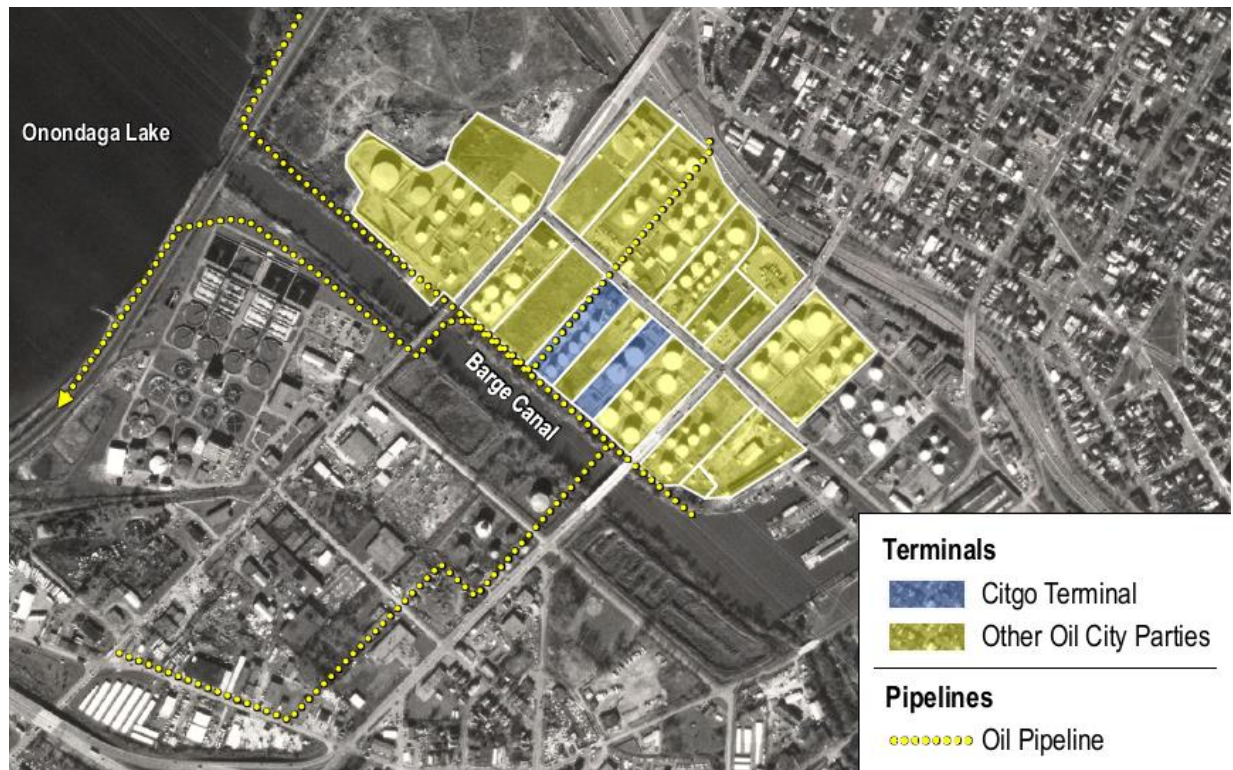 Onondaga Lake
Barge Canal
Terminals
Citgo Terminal
Other Oil City Parties
Pipelines
Oil Pipeline